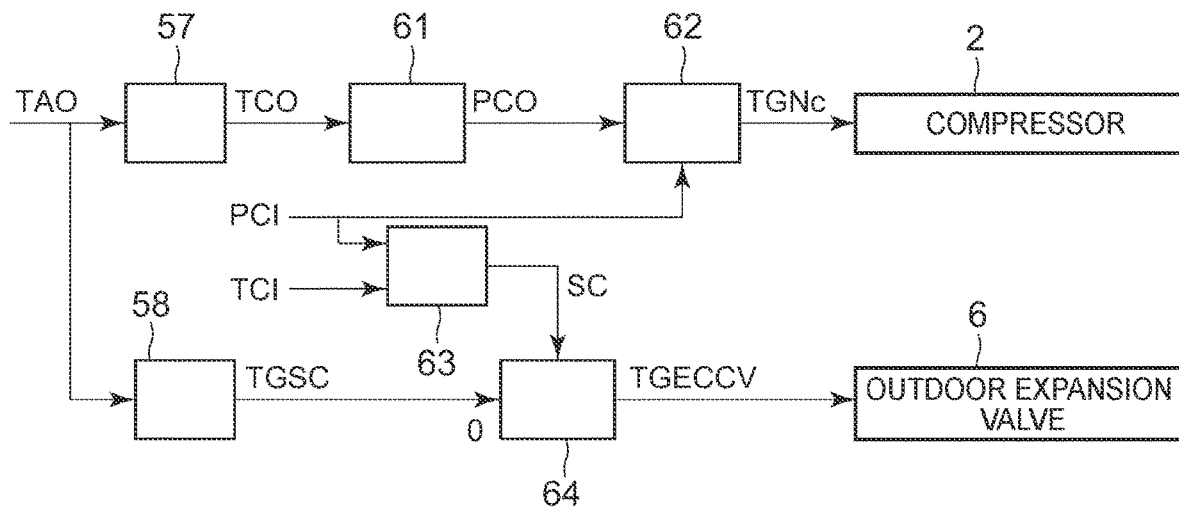 57
61
62
2
TAO
TCO
PCO
TGNc
COMPRESSOR
PCI
TCI
SC
58
63
6
TGSC
0
TGECCV
OUTDOOR EXPANSION
VALVE
64